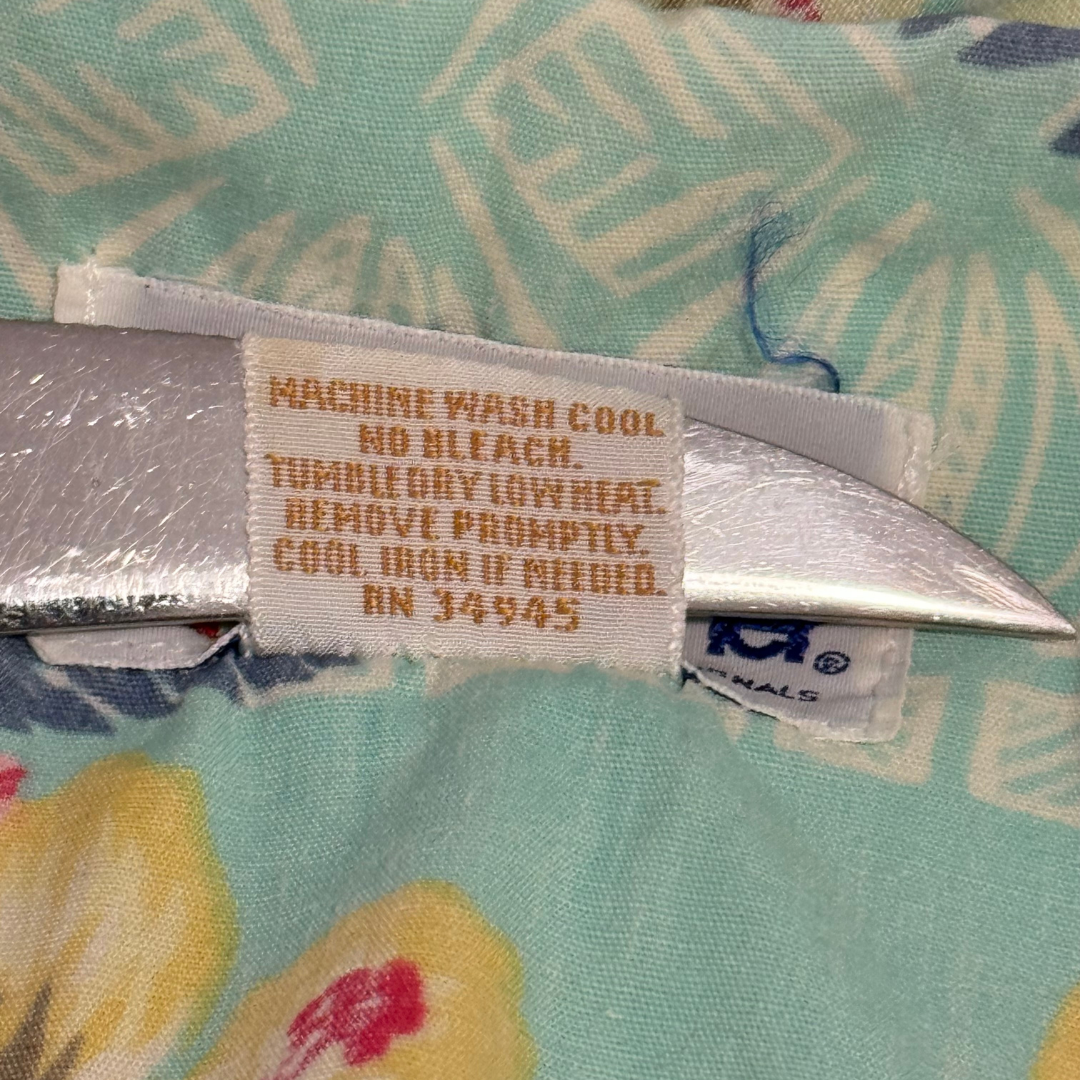 MACHINE WASH COOL
NO BLEACH.
TUMBLE DRY LOW HEAT.
REMOVE PROMPTLY.
COOL IRON IF NEEDED.
RN 34945
®